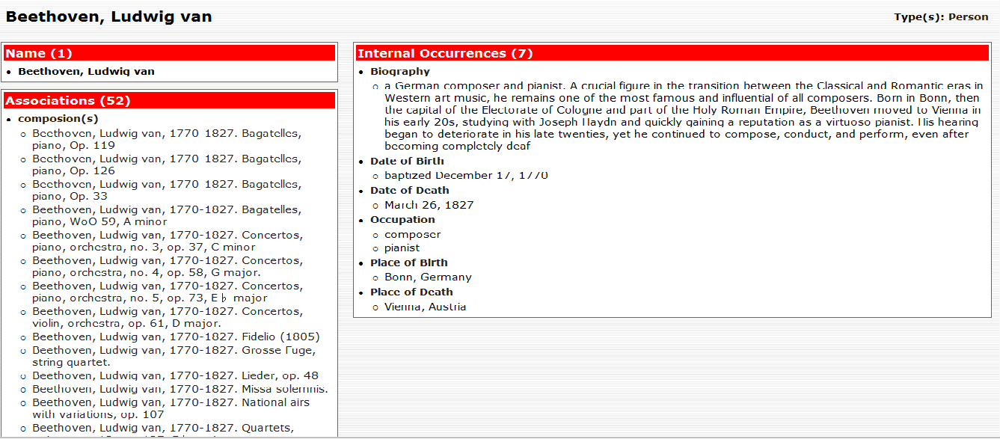 Beethoven, Ludwig van
Type(s): Person
Name (1)
Beethoven, Ludwig van
Associations (52)
composion(s)
Beethoven, Ludwig van, 1770-1827. Bagatelles,
piano, Op. 119
Beethoven, Ludwig van, 1770-1827. Bagatelles,
piano, Op. 126
Beethoven, Ludwig van, 1770-1827. Bagatelles,
piano, Op. 33
Beethoven, Ludwig van, 1770-1827. Bagatelles,
piano, WoO 59, A minor
Beethoven, Ludwig van, 1770-1827. Concertos,
piano, orchestra, no. 3, op. 37, C minor
Beethoven, Ludwig van, 1770-1827. Concertos,
piano, orchestra, no. 4, op. 58, G major.
Beethoven, Ludwig van, 1770-1827. Concertos,
piano, orchestra, no. 5, op. 73, E♭ major
Beethoven, Ludwig van, 1770-1827. Concertos,
violin, orchestra, op. 61, D major.
Beethoven, Ludwig van, 1770-1827. Fidelio (1805)
Beethoven, Ludwig van, 1770-1827. Grosse Fuge,
string quartet.
Beethoven, Ludwig van, 1770-1827. Lieder, op. 48
Beethoven, Ludwig van, 1770-1827. Missa solemnis.
Beethoven, Ludwig van, 1770-1827. National airs
with variations, op. 107
Beethoven, Ludwig van, 1770-1827. Quartets,
Internal Occurrences (7)
Biography
a German composer and pianist. A crucial figure in the transition between the Classical and Romantic eras in
Western art music, he remains one of the most famous and influential of all composers. Born in Bonn, then
the capital of the Electorate of Cologne and part of the Holy Roman Empire, Beethoven moved to Vienna in
his early 20s, studying with Joseph Haydn and quickly gaining a reputation as a virtuoso pianist. His hearing
began to deteriorate in his late twenties, yet he continued to compose, conduct, and perform, even after
becoming completely deaf
Date of Birth
baptized December 17, 1770
Date of Death
March 26, 1827
Occupation
composer
pianist
Place of Birth
Bonn, Germany
Place of Death
Vienna, Austria